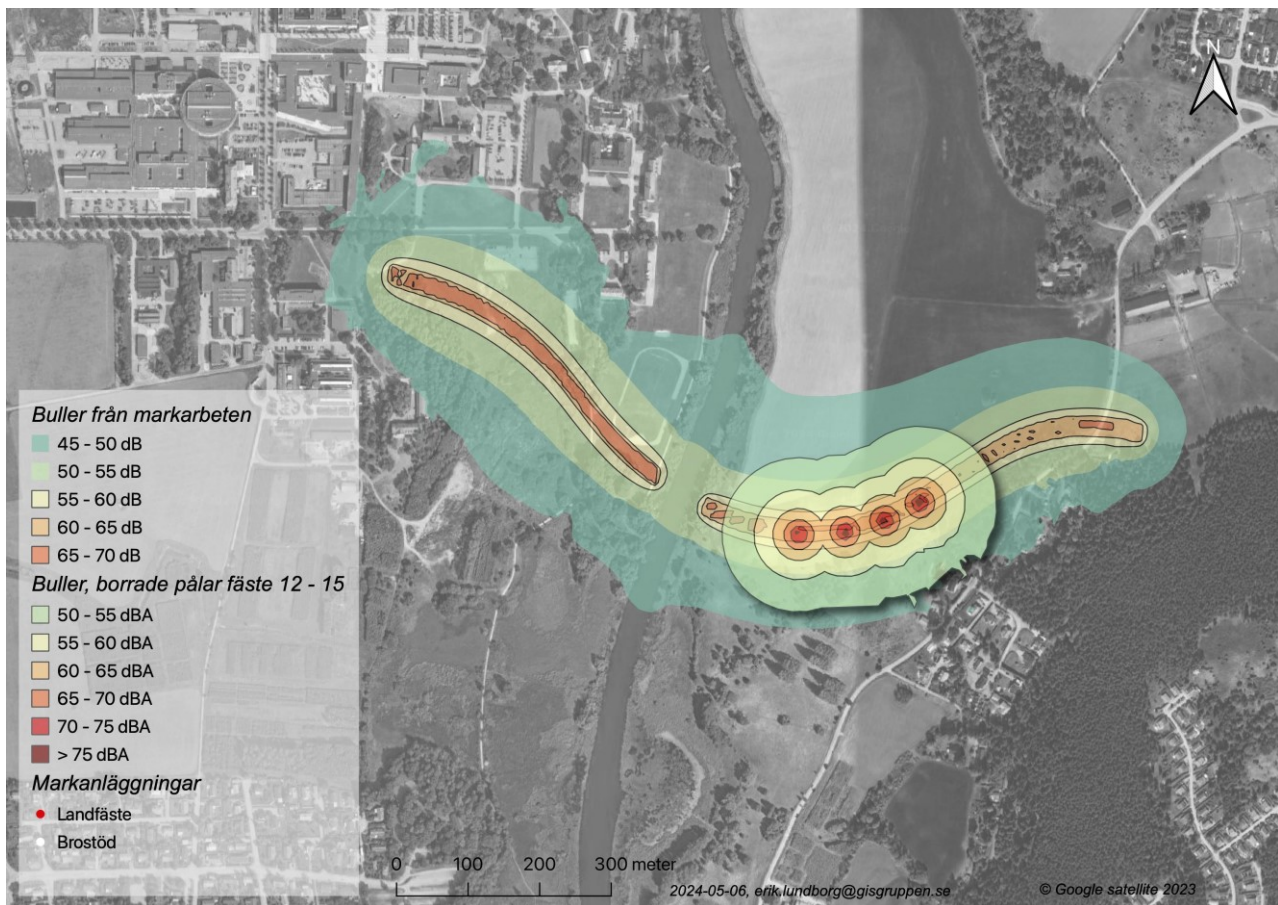 N
Buller från markarbeten
45 - 50 dB
50 - 55 dB
55 - 60 dB
60 - 65 dB
65 - 70 dB
Buller, borrade pålar fäste 12 - 15
50 - 55 dBA
55 - 60 dBA
60 - 65 dBA
65 - 70 dBA
70 - 75 dBA
> 75 dBA
Markanläggningar
Landfäste
Brostöd
0 100 200 300 meter
2024-05-06, erik.lundborg@gisgruppen.se
© Google satellite 2023